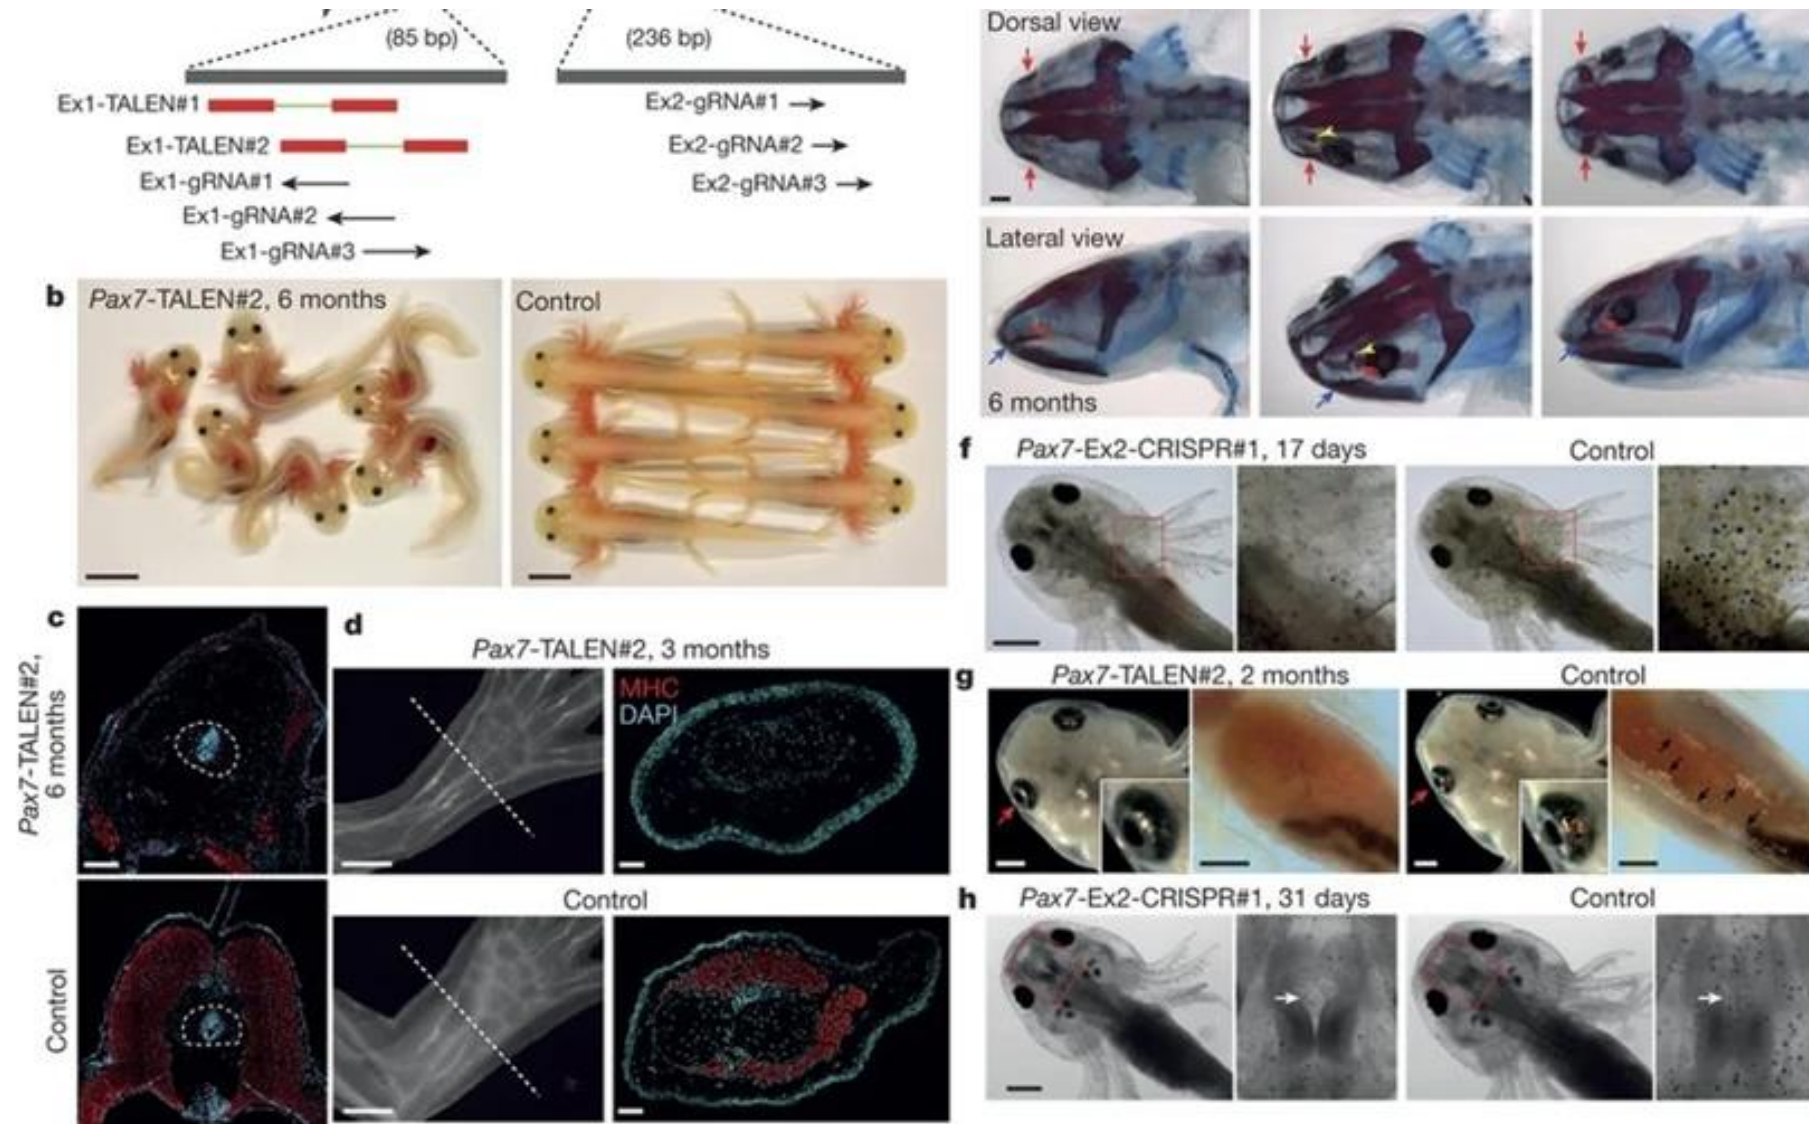 (85 bp)
(236 bp)
Ex1-TALEN#1
Ex1-TALEN#2
Ex1-gRNA#1
Ex1-gRNA#2
Ex1-gRNA#3
Ex2-gRNA#1
Ex2-gRNA#2
Ex2-gRNA#3
b
Pax7-TALEN#2, 6 months
Control
c
Pax7-TALEN#2,
6 months
Control
d
Pax7-TALEN#2, 3 months
MHC
DAPI
Control
Dorsal view
Lateral view
6 months
f
Pax7-Ex2-CRISPR#1, 17 days
Control
g
Pax7-TALEN#2, 2 months
Control
h
Pax7-Ex2-CRISPR#1, 31 days
Control